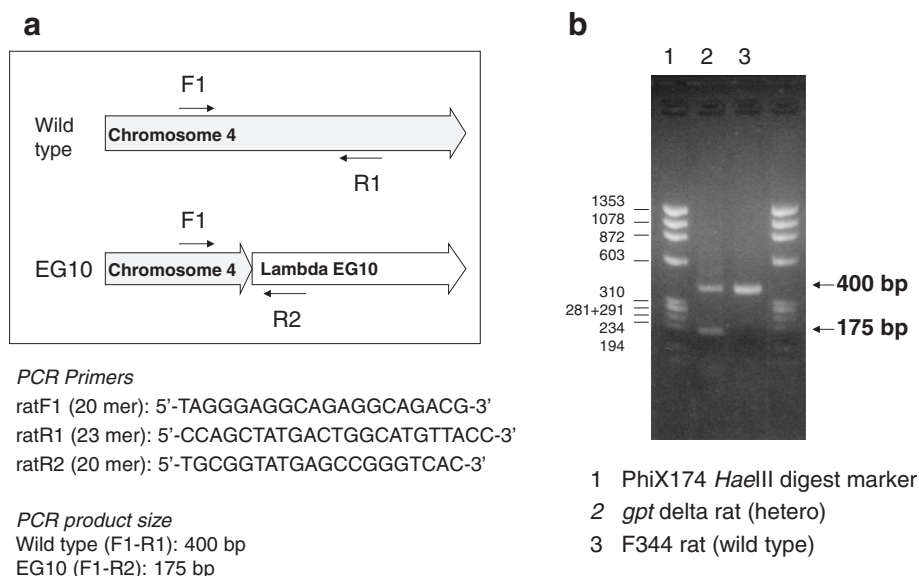 a
F1
Wild
type
Chromosome 4
R1
F1
EG10
Chromosome 4
Lambda EG10
R2
PCR Primers
ratF1 (20 mer): 5’-TAGGGAGGCAGAGGCAGACG-3’
ratR1 (23 mer): 5’-CCAGCTATGACTGGCATGTTACC-3’
ratR2 (20 mer): 5’-TGCGGTATGAGCCGGGTCAC-3’
PCR product size
Wild type (F1-R1): 400 bp
EG10 (F1-R2): 175 bp
b
1 2 3
1353
1078
872
603
310
281+291
234
194
400 bp
175 bp
1 PhiX174 HaeIII digest marker
2 gpt delta rat (hetero)
3 F344 rat (wild type)